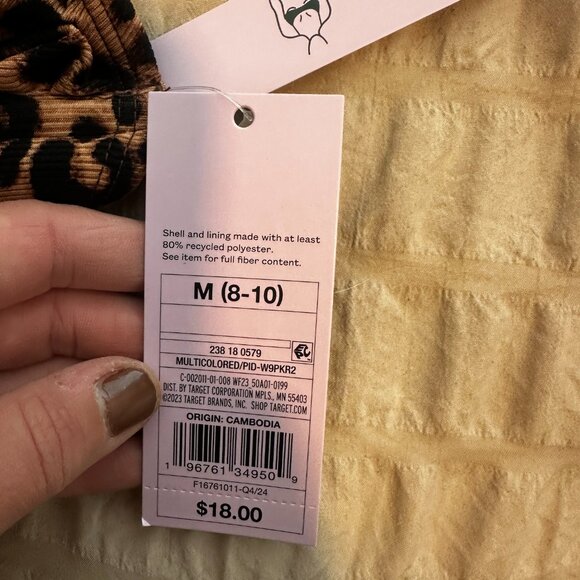 Shell and lining made with at least
80% recycled polyester.
See item for full fiber content.
M (8-10)
238 18 0579
MULTICOLORED/PID-W9PKR2
C-002011-01-008 WF23_50A01-0199
DIST. BY TARGET CORPORATION MPLS., MN 55403
©2023 TARGET BRANDS, INC. SHOP TARGET.COM
ORIGIN: CAMBODIA
1 96761 34950 9
F16761011-Q4/24
$18.00